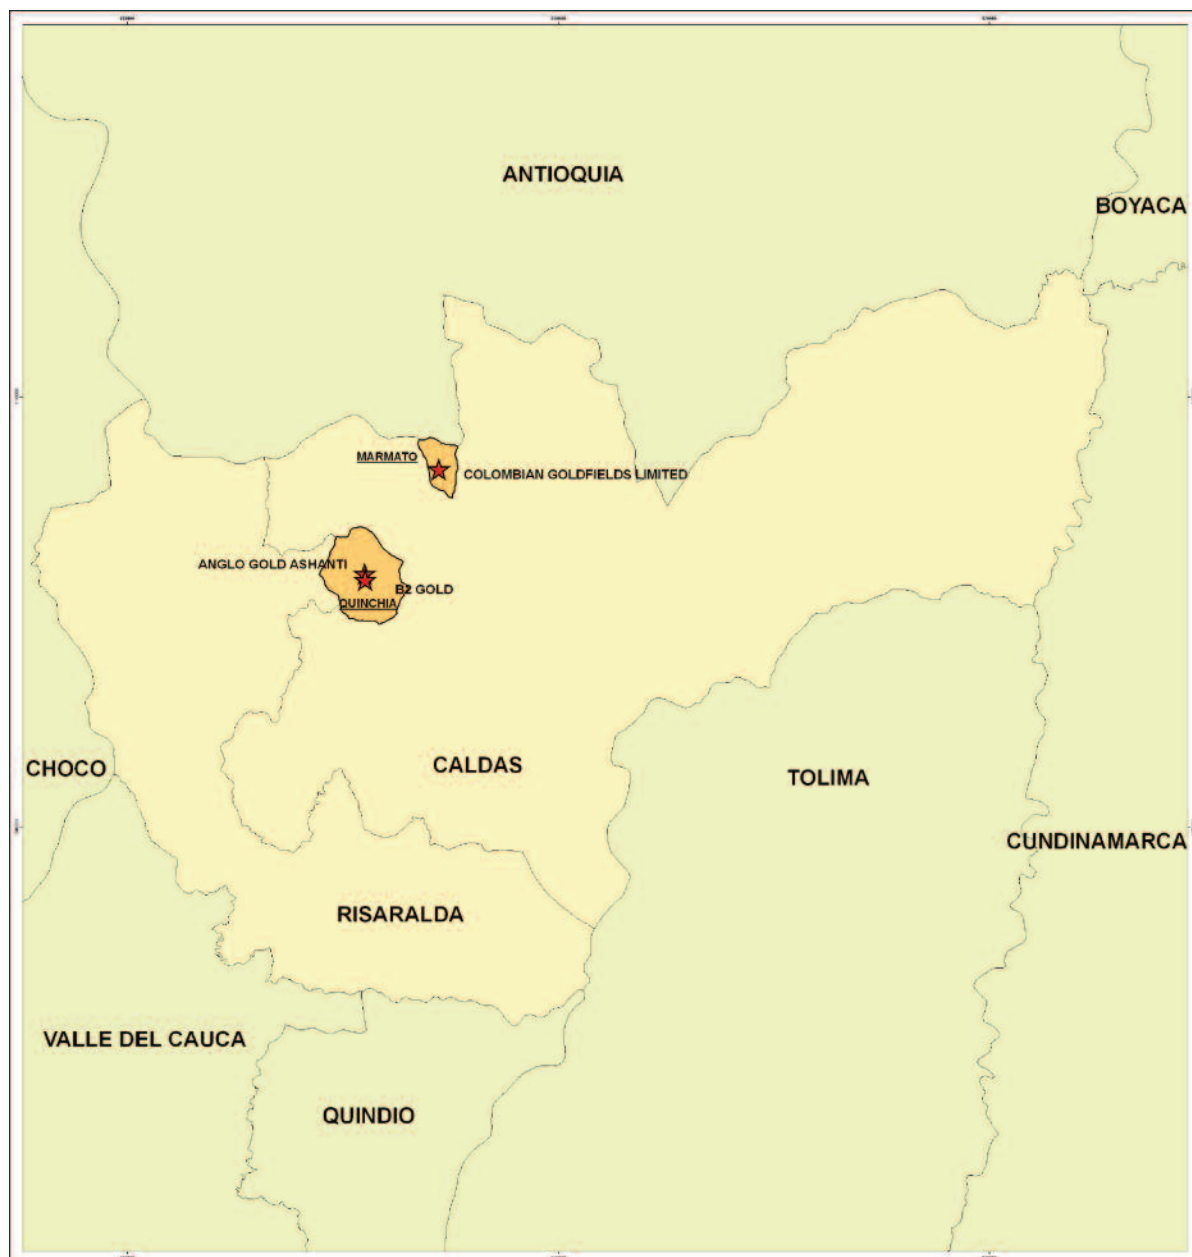 ANTIOQUIA
BOYACA
MARMATO
COLOMBIAN GOLDFIELDS LIMITED
ANGLO GOLD ASHANTI
B2 GOLD
QUINCHIA
CALDAS
CHOCO
TOLIMA
CUNDINAMARCA
RISARALDA
VALLE DEL CAUCA
QUINDIO